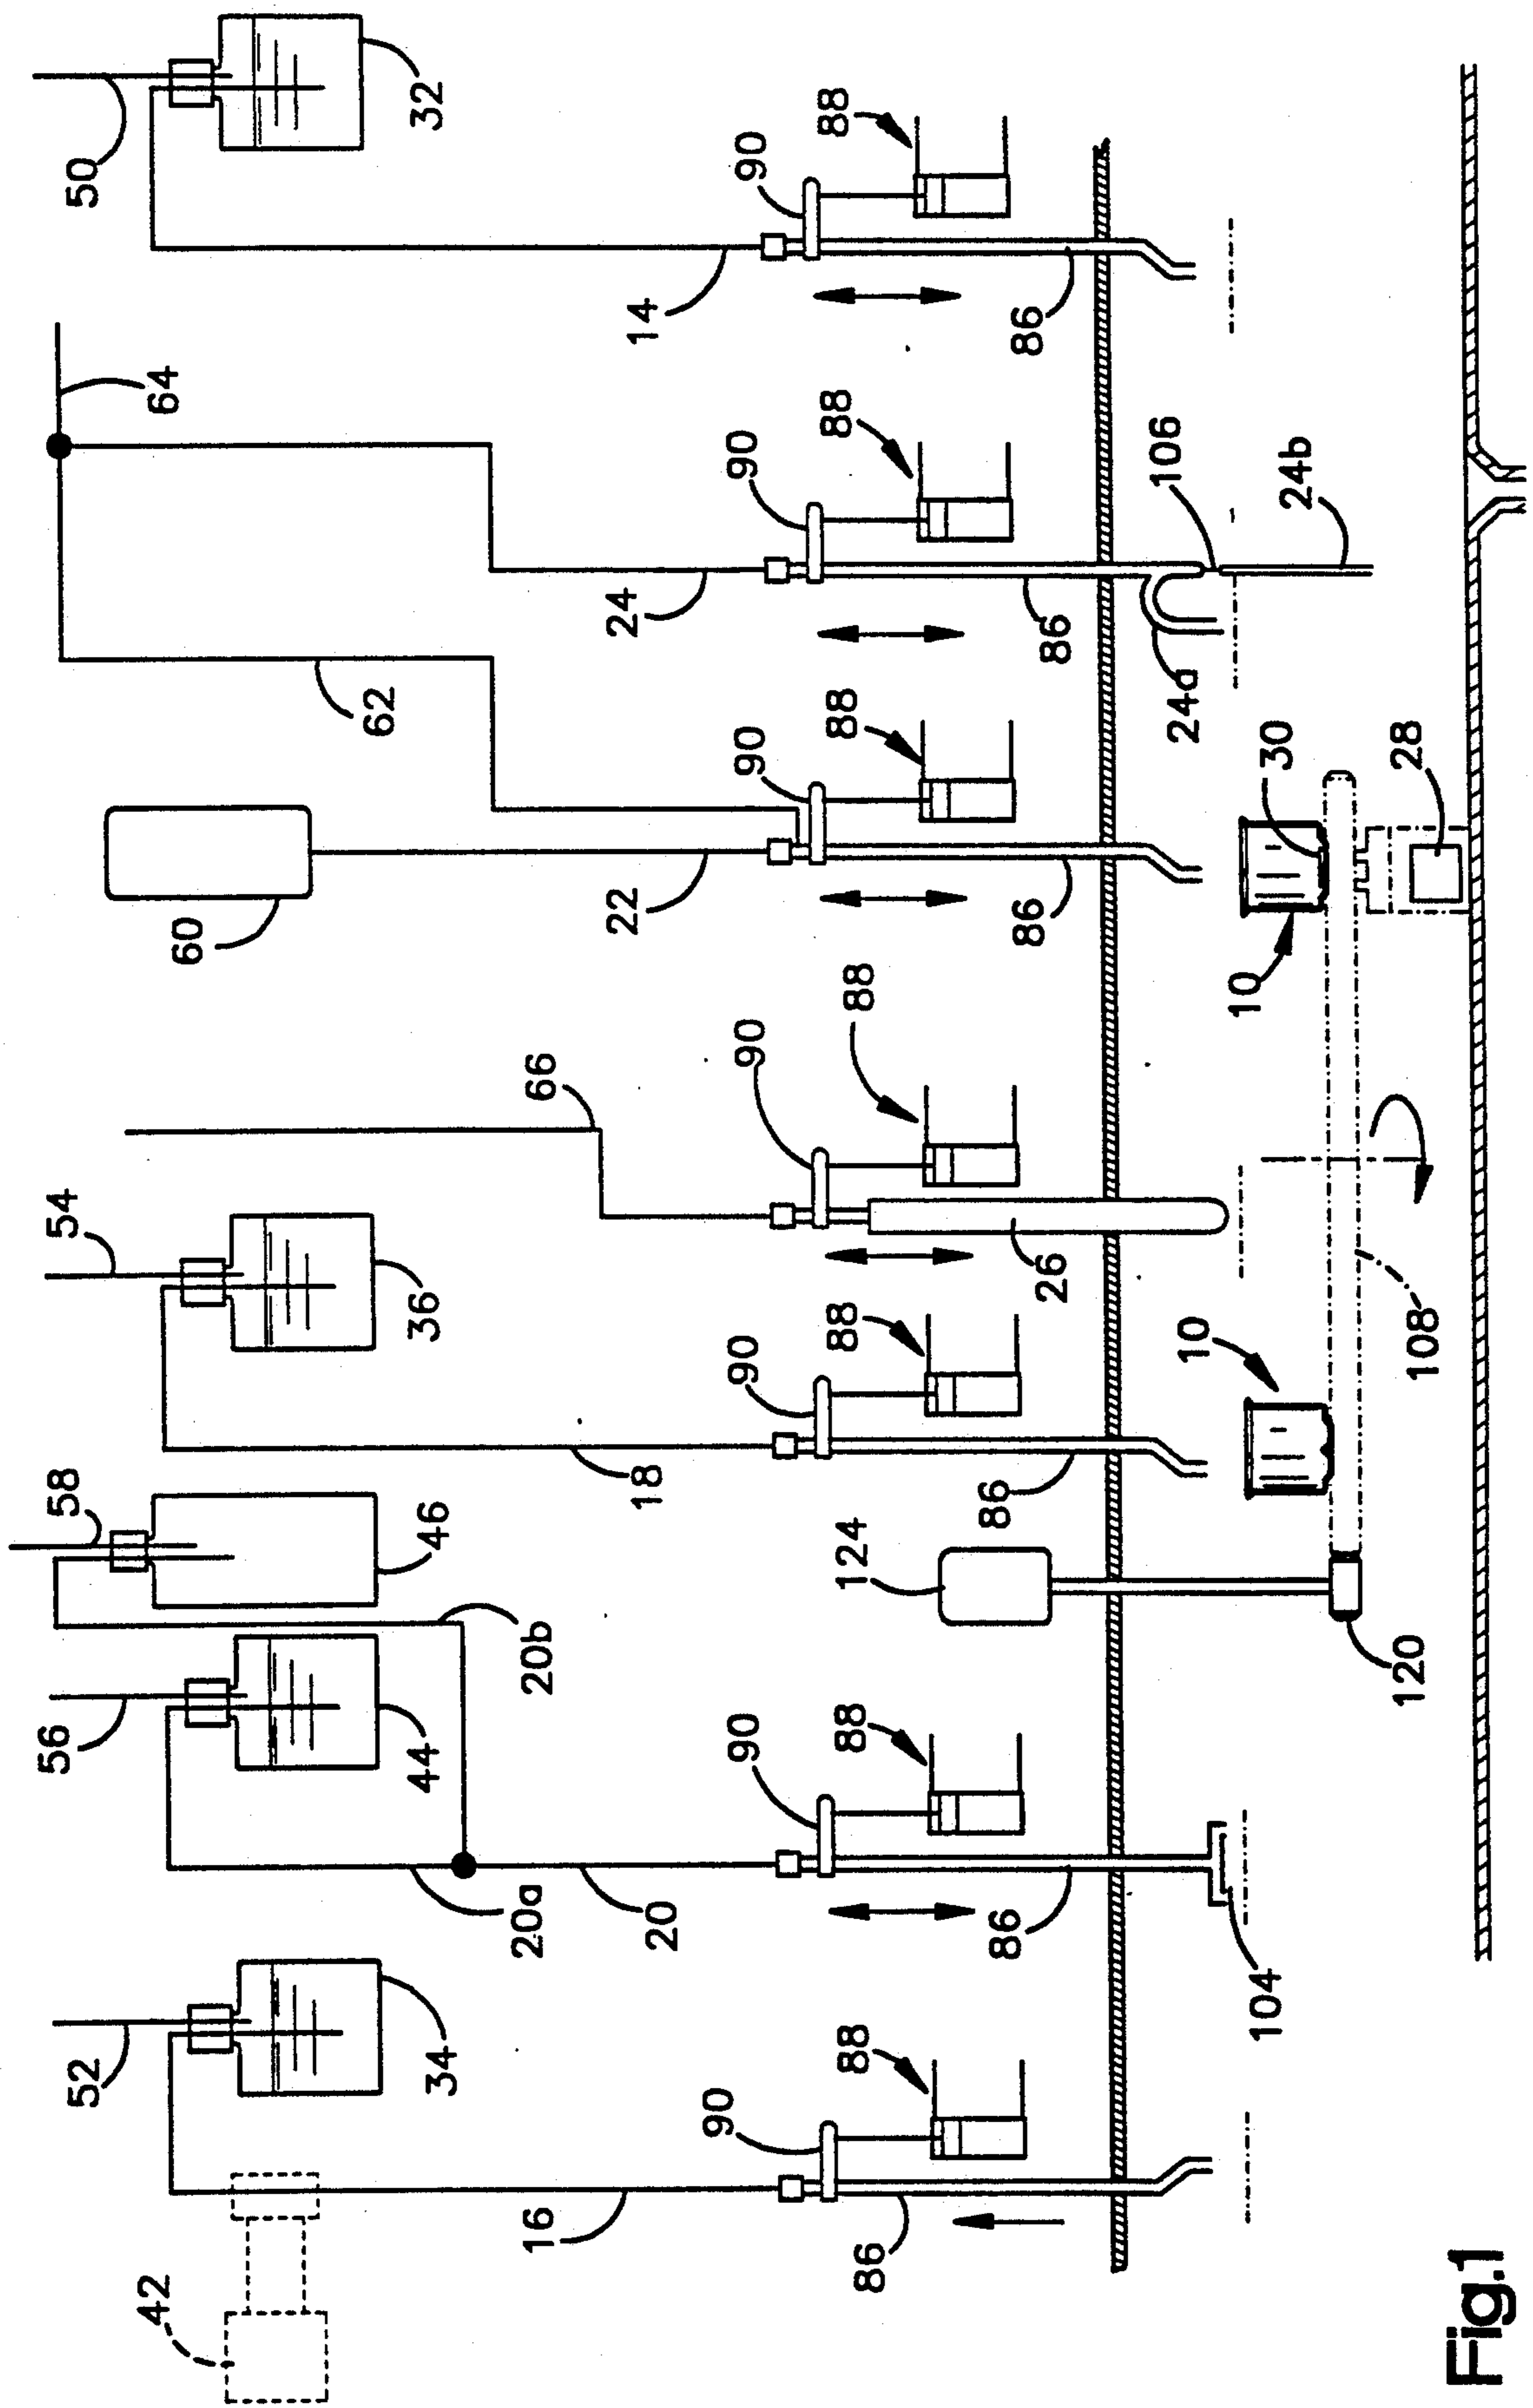 52 56 58 54 50
42 60 64
34 44 46 36 62 32
16 20a 20b 66
20 18 22 24 14
90 90 90 90 90 90 90
88 88 124 88 88 88 88 88
86 86 86 26 86 86 86
10 24a 106
104 10 30 24b
120 108 28
Fig.1